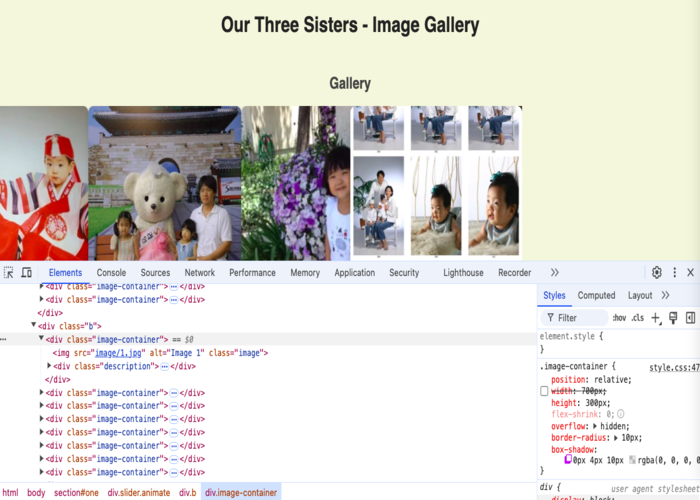 Our Three Sisters - Image Gallery
Gallery
Elements Console Sources Network Performance Memory Application Security Lighthouse Recorder
<div class="image-container">…</div>
<div class="image-container">…</div>
</div>
<div class="b">
<div class="image-container"> == $0
<img src="image/1.jpg" alt="Image 1" class="image">
<div class="description">…</div>
</div>
<div class="image-container">…</div>
<div class="image-container">…</div>
<div class="image-container">…</div>
<div class="image-container">…</div>
<div class="image-container">…</div>
<div class="image-container">…</div>
<div class="image-container">…</div>
html body section#one div.slider.animate div.b div.image-container
Styles Computed Layout
Filter :hov .cls
element.style {
}
.image-container { style.css:47
position: relative;
width: 700px;
height: 300px;
flex-shrink: 0;
overflow: hidden;
border-radius: 10px;
box-shadow:
0px 4px 10px rgba(0, 0, 0, 0
}
div { user agent stylesheet
display: block;